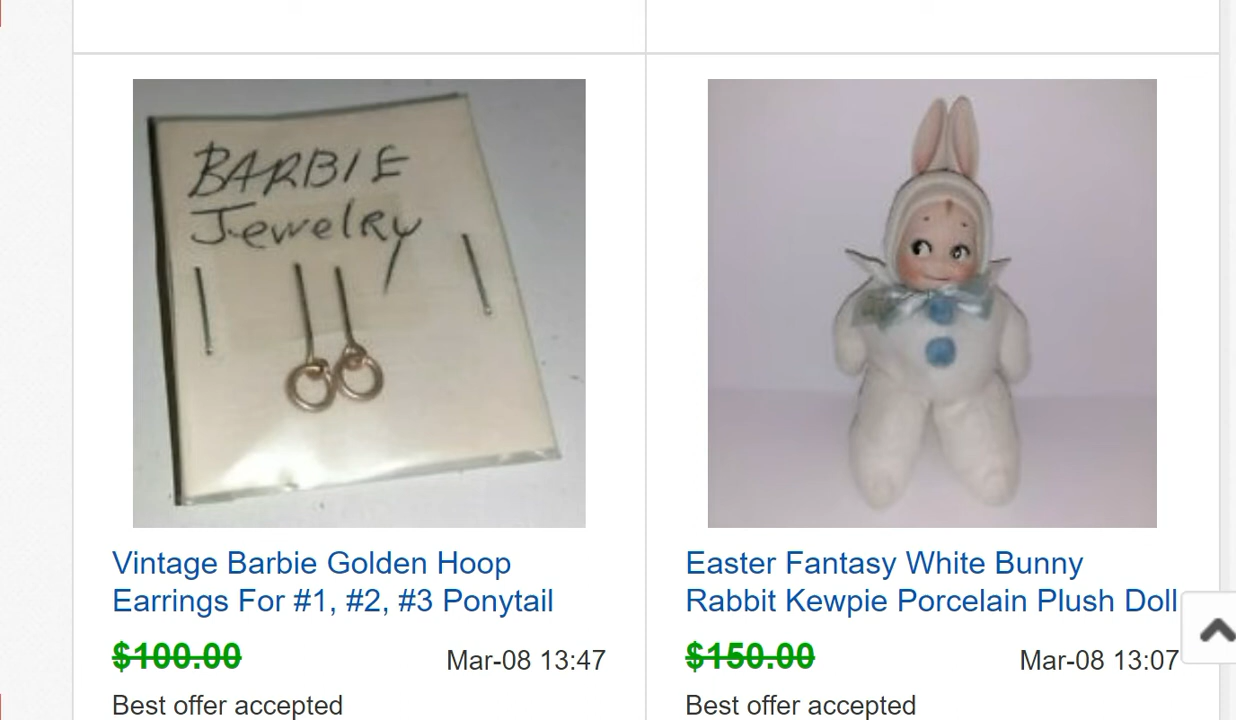 BARBIE
Jewelry
Vintage Barbie Golden Hoop
Earrings For #1, #2, #3 Ponytail
$100.00
Mar-08 13:47
Best offer accepted
Easter Fantasy White Bunny
Rabbit Kewpie Porcelain Plush Doll
$150.00
Mar-08 13:07
Best offer accepted